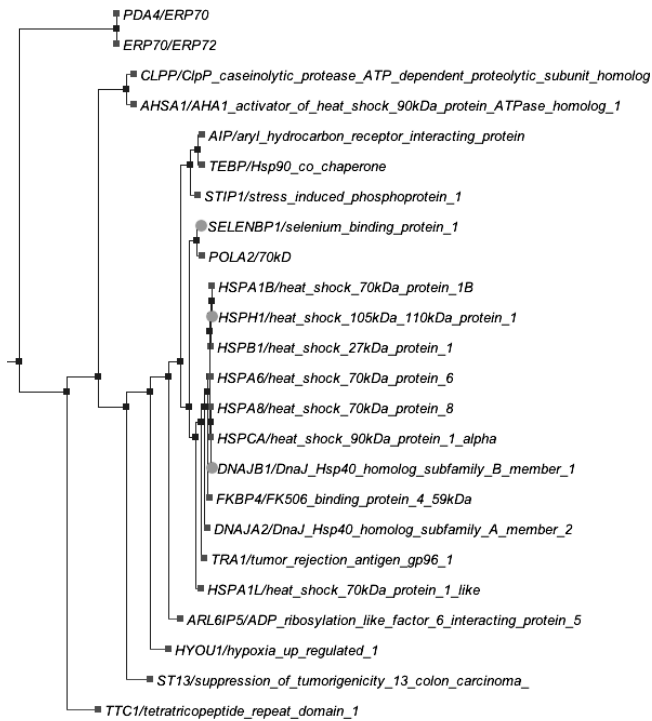 PDA4/ERP70
ERP70/ERP72
CLPP/ClpP_caseinolytic_protease_ATP_dependent_proteolytic_subunit_homolog
AHSA1/AHA1_activator_of_heat_shock_90kDa_protein_ATPase_homolog_1
AIP/aryl_hydrocarbon_receptor_interacting_protein
TEBP/Hsp90_co_chaperone
STIP1/stress_induced_phosphoprotein_1
SELENBP1/selenium_binding_protein_1
POLA2/70kD
HSPA1B/heat_shock_70kDa_protein_1B
HSPH1/heat_shock_105kDa_110kDa_protein_1
HSPB1/heat_shock_27kDa_protein_1
HSPA6/heat_shock_70kDa_protein_6
HSPA8/heat_shock_70kDa_protein_8
HSPCA/heat_shock_90kDa_protein_1_alpha
DNAJB1/DnaJ_Hsp40_homolog_subfamily_B_member_1
FKBP4/FK506_binding_protein_4_59kDa
DNAJA2/DnaJ_Hsp40_homolog_subfamily_A_member_2
TRA1/tumor_rejection_antigen_gp96_1
HSPA1L/heat_shock_70kDa_protein_1_like
ARL6IP5/ADP_ribosylation_like_factor_6_interacting_protein_5
HYOU1/hypoxia_up_regulated_1
ST13/suppression_of_tumorigenicity_13_colon_carcinoma_
TTC1/tetratricopeptide_repeat_domain_1